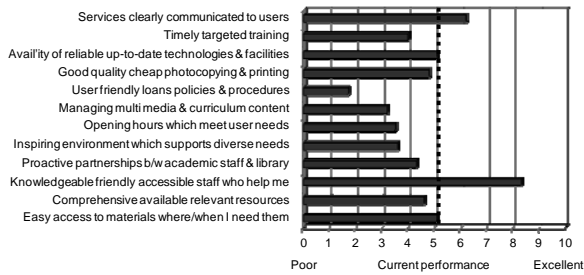 Services clearly communicated to users
Timely targeted training
Avail'ity of reliable up-to-date technologies & facilities
Good quality cheap photocopying & printing
User friendly loans policies & procedures
Managing multi media & curriculum content
Opening hours which meet user needs
Inspiring environment which supports diverse needs
Proactive partnerships b/w academic staff & library
Knowledgeable friendly accessible staff who help me
Comprehensive available relevant resources
Easy access to materials where/when I need them
0 1 2 3 4 5 6 7 8 9 10
Poor Current performance Excellent